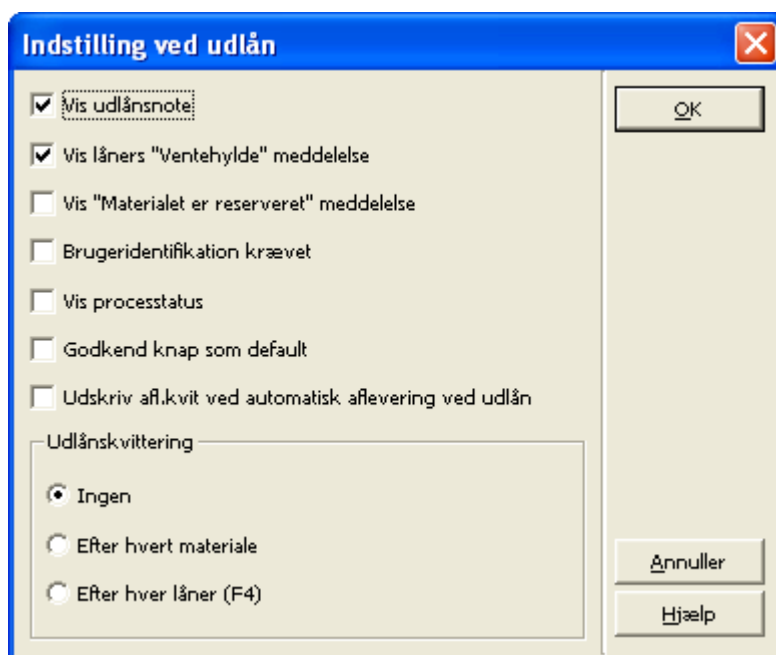 Indstilling ved udlån
Vis udlånsnote
OK
Vis låners "Ventehylde" meddelelse
Vis "Materialet er reserveret" meddelelse
Brugeridentifikation krævet
Vis processtatus
Godkend knap som default
Udskriv afl.kvit ved automatisk aflevering ved udlån
Udlånskvittering
Ingen
Efter hvert materiale
Efter hver låner (F4)
Annuller
Hjælp